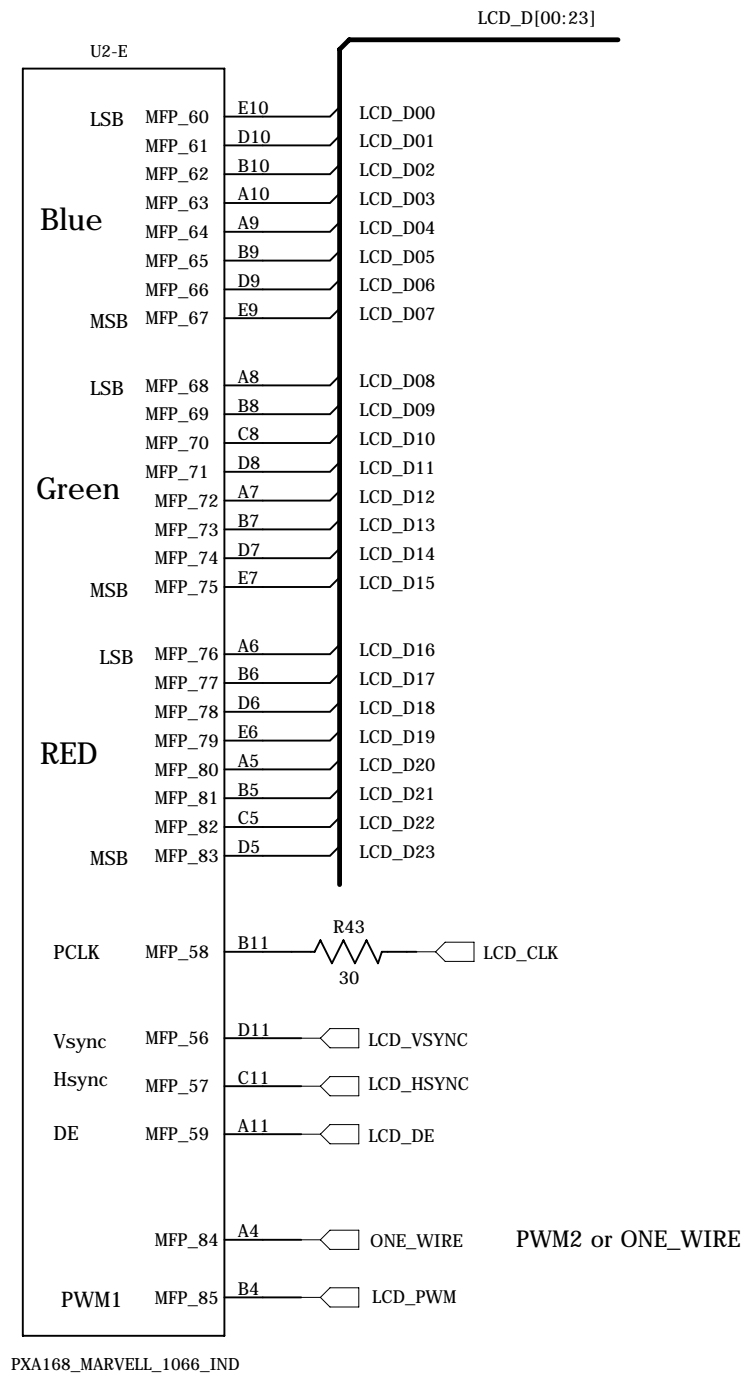 LCD_D[00:23]
U2-E
LSB MFP_60 E10 LCD_D00
MFP_61 D10 LCD_D01
MFP_62 B10 LCD_D02
MFP_63 A10 LCD_D03
Blue
MFP_64 A9 LCD_D04
MFP_65 B9 LCD_D05
MFP_66 D9 LCD_D06
MSB MFP_67 E9 LCD_D07
LSB MFP_68 A8 LCD_D08
MFP_69 B8 LCD_D09
MFP_70 C8 LCD_D10
MFP_71 D8 LCD_D11
Green
MFP_72 A7 LCD_D12
MFP_73 B7 LCD_D13
MFP_74 D7 LCD_D14
MSB MFP_75 E7 LCD_D15
LSB MFP_76 A6 LCD_D16
MFP_77 B6 LCD_D17
MFP_78 D6 LCD_D18
MFP_79 E6 LCD_D19
RED
MFP_80 A5 LCD_D20
MFP_81 B5 LCD_D21
MFP_82 C5 LCD_D22
MSB MFP_83 D5 LCD_D23
R43
PCLK MFP_58 B11 LCD_CLK
30
Vsync MFP_56 D11 LCD_VSYNC
Hsync MFP_57 C11 LCD_HSYNC
DE MFP_59 A11 LCD_DE
MFP_84 A4 ONE_WIRE PWM2 or ONE_WIRE
PWM1 MFP_85 B4 LCD_PWM
PXA168_MARVELL_1066_IND